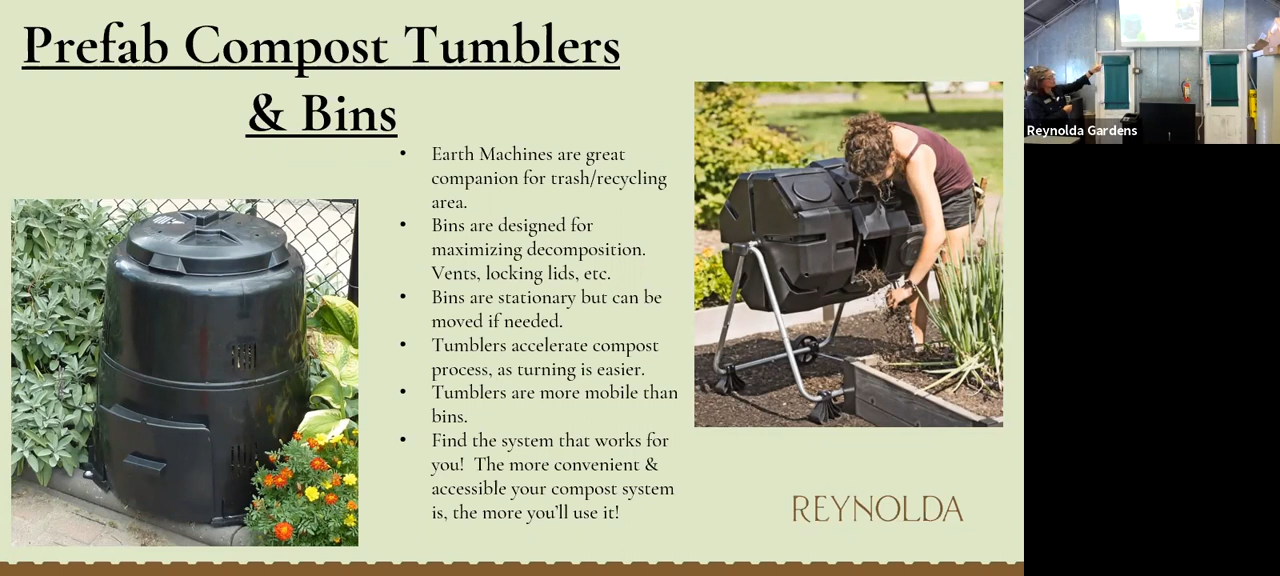 Prefab Compost Tumblers
& Bins
• Earth Machines are great
companion for trash/recycling
area.
• Bins are designed for
maximizing decomposition.
Vents, locking lids, etc.
• Bins are stationary but can be
moved if needed.
• Tumblers accelerate compost
process, as turning is easier.
• Tumblers are more mobile than
bins.
• Find the system that works for
you!  The more convenient &
accessible your compost system
is, the more you’ll use it!
REYNOLDA
Reynolda Gardens